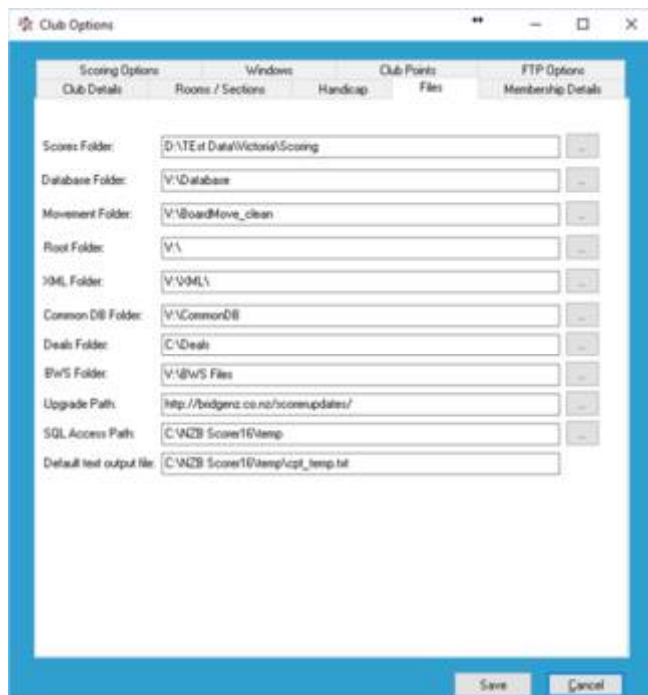 Club Options
Scoring Options Windows Club Points FTP Options
Club Details Rooms / Sections Handicap Files Membership Details
Scores Folder: D:\TEst Data\Victoria\Scoring ...
Database Folder: V:\Database ...
Movement Folder: V:\BoardMove_clean ...
Root Folder: V:\ ...
XML Folder: V:\XML\ ...
Common DB Folder: V:\CommonDB ...
Deals Folder: C:\Deals ...
BWS Folder: V:\BWS Files ...
Upgrade Path: http://bridgenz.co.nz/scorerupdates/ ...
SQL Access Path: C:\NZB Scorer16\temp ...
Default text output file: C:\NZB Scorer16\temp\cpt_temp.txt
Save Cancel